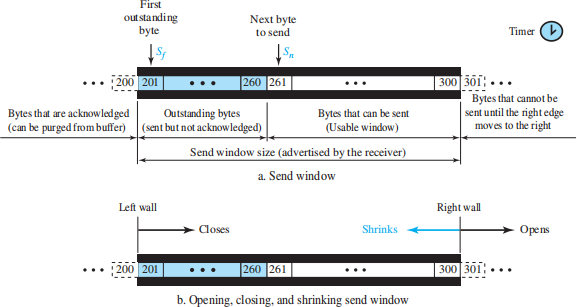 First
outstanding
byte
Next byte
to send
Timer
Sf
Sn
••• 200 201 ••• 260 261 ••• 300 301 •••
Bytes that are acknowledged
(can be purged from buffer)
Outstanding bytes
(sent but not acknowledged)
Bytes that can be sent
(Usable window)
Bytes that cannot be
sent until the right edge
moves to the right
Send window size (advertised by the receiver)
a. Send window
Left wall
Right wall
Closes
Shrinks
Opens
••• 200 201 ••• 260 261 ••• 300 301 •••
b. Opening, closing, and shrinking send window